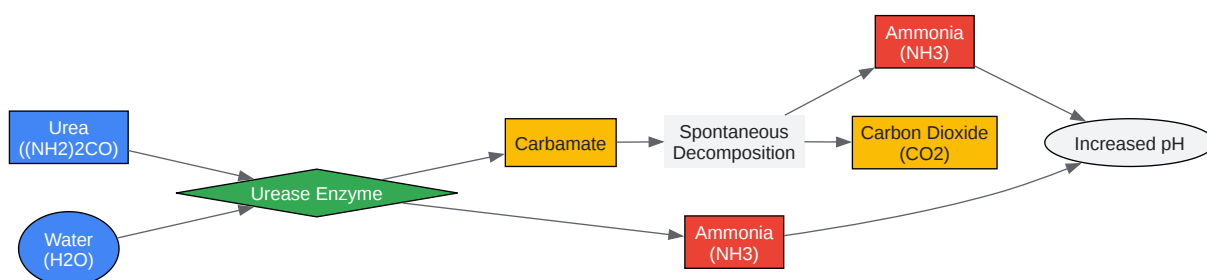 Urea
((NH2)2CO)
Water
(H2O)
Urease Enzyme
Carbamate
Spontaneous
Decomposition
Ammonia
(NH3)
Carbon Dioxide
(CO2)
Ammonia
(NH3)
Increased pH